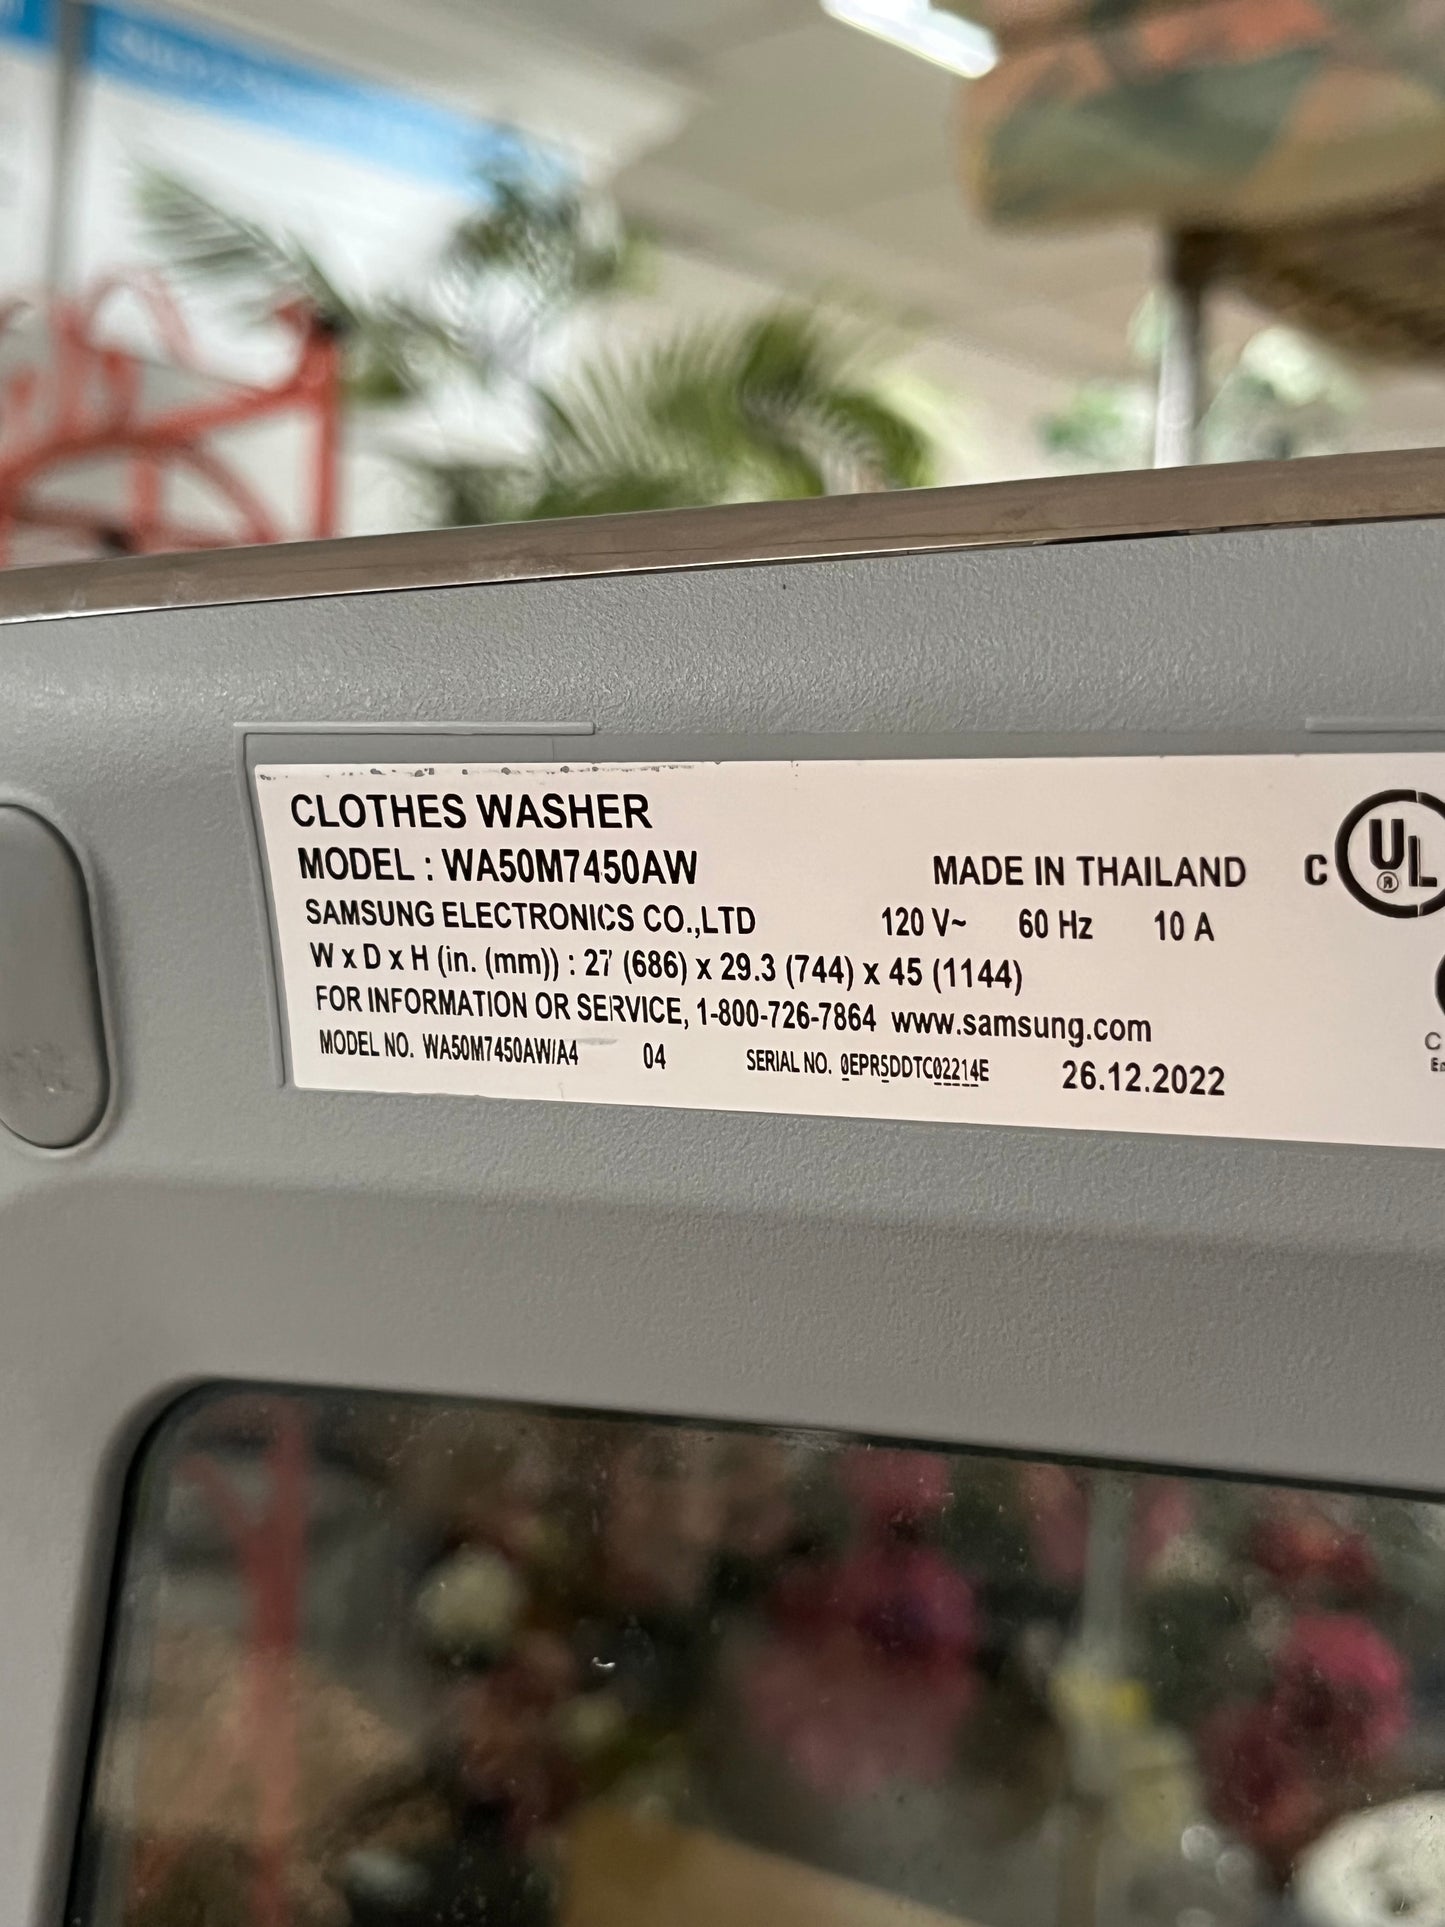 CLOTHES WASHER
MODEL : WA50M7450AW MADE IN THAILAND
SAMSUNG ELECTRONICS CO.,LTD 120 V~ 60 Hz 10 A
W x D x H (in. (mm)) : 27 (686) x 29.3 (744) x 45 (1144)
FOR INFORMATION OR SERVICE, 1-800-726-7864 www.samsung.com
MODEL NO. WA50M7450AW/A4 04 SERIAL NO. 0EPR5DDTC02214E 26.12.2022
C UL ®
C